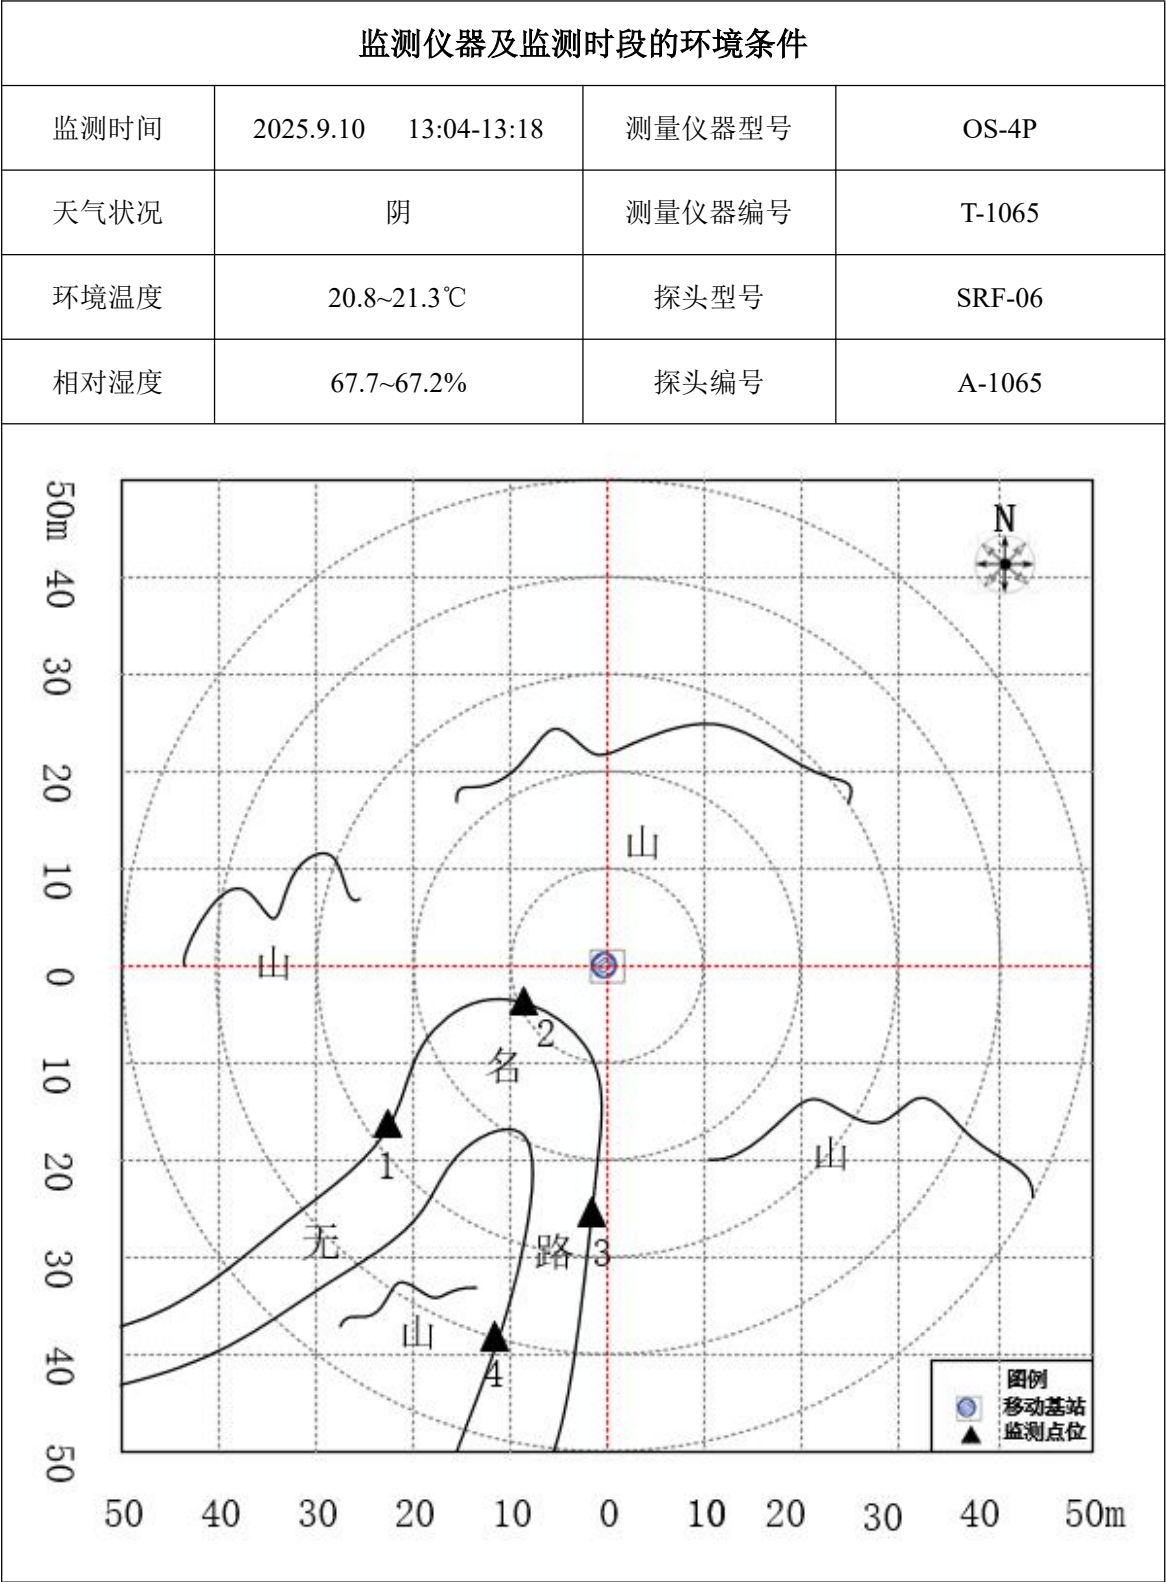 监测仪器及监测时段的环境条件
监测时间 2025.9.10 13:04-13:18 测量仪器型号 OS-4P
天气状况 阴 测量仪器编号 T-1065
环境温度 20.8~21.3℃ 探头型号 SRF-06
相对湿度 67.7~67.2% 探头编号 A-1065
50m
N
40
30
20
山
10
山
0
2
名
10
1
山
20
无
路
3
30
山
4
40
图例
移动基站
监测点位
50
50 40 30 20 10 0 10 20 30 40 50m